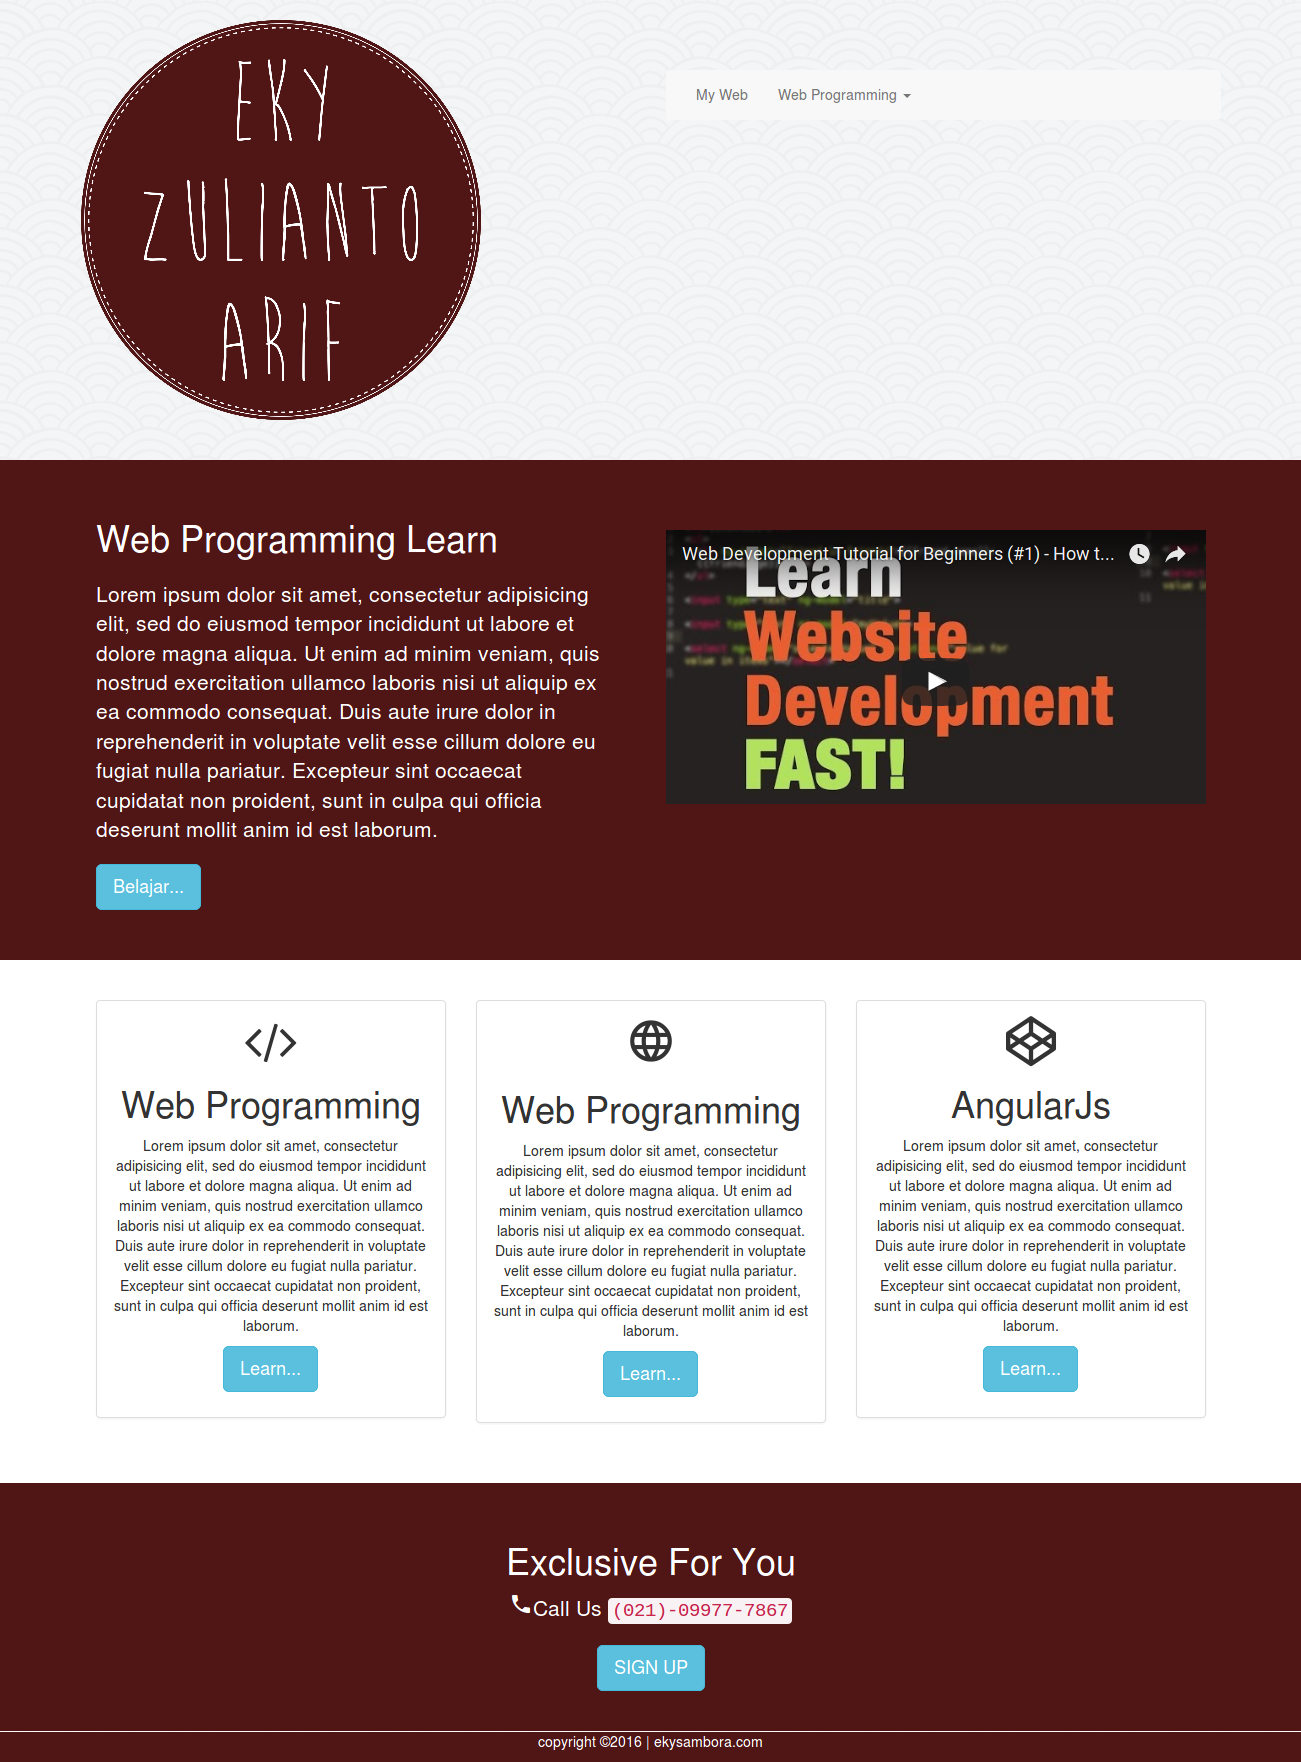 EKY
ZULIANTO
ARIF
My Web
Web Programming
Web Programming Learn
Lorem ipsum dolor sit amet, consectetur adipisicing
elit, sed do eiusmod tempor incididunt ut labore et
dolore magna aliqua. Ut enim ad minim veniam, quis
nostrud exercitation ullamco laboris nisi ut aliquip ex
ea commodo consequat. Duis aute irure dolor in
reprehenderit in voluptate velit esse cillum dolore eu
fugiat nulla pariatur. Excepteur sint occaecat
cupidatat non proident, sunt in culpa qui officia
deserunt mollit anim id est laborum.
Belajar...
Web Development Tutorial for Beginners (#1) - How t...
Learn
Website
Development
FAST!
Web Programming
Lorem ipsum dolor sit amet, consectetur
adipisicing elit, sed do eiusmod tempor incididunt
ut labore et dolore magna aliqua. Ut enim ad
minim veniam, quis nostrud exercitation ullamco
laboris nisi ut aliquip ex ea commodo consequat.
Duis aute irure dolor in reprehenderit in voluptate
velit esse cillum dolore eu fugiat nulla pariatur.
Excepteur sint occaecat cupidatat non proident,
sunt in culpa qui officia deserunt mollit anim id est
laborum.
Learn...
Web Programming
Lorem ipsum dolor sit amet, consectetur
adipisicing elit, sed do eiusmod tempor incididunt
ut labore et dolore magna aliqua. Ut enim ad
minim veniam, quis nostrud exercitation ullamco
laboris nisi ut aliquip ex ea commodo consequat.
Duis aute irure dolor in reprehenderit in voluptate
velit esse cillum dolore eu fugiat nulla pariatur.
Excepteur sint occaecat cupidatat non proident,
sunt in culpa qui officia deserunt mollit anim id est
laborum.
Learn...
AngularJs
Lorem ipsum dolor sit amet, consectetur
adipisicing elit, sed do eiusmod tempor incididunt
ut labore et dolore magna aliqua. Ut enim ad
minim veniam, quis nostrud exercitation ullamco
laboris nisi ut aliquip ex ea commodo consequat.
Duis aute irure dolor in reprehenderit in voluptate
velit esse cillum dolore eu fugiat nulla pariatur.
Excepteur sint occaecat cupidatat non proident,
sunt in culpa qui officia deserunt mollit anim id est
laborum.
Learn...
Exclusive For You
Call Us (021)-09977-7867
SIGN UP
copyright ©2016 | ekysambora.com